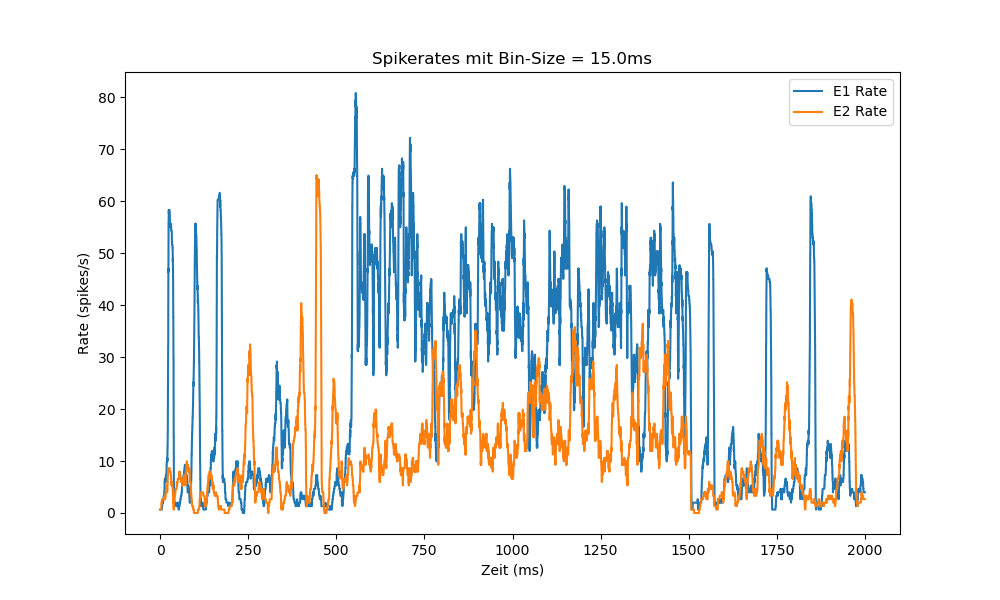 Spikerates mit Bin-Size = 15.0ms
E1 Rate
E2 Rate
Rate (spikes/s)
80
70
60
50
40
30
20
10
0
0 250 500 750 1000 1250 1500 1750 2000
Zeit (ms)